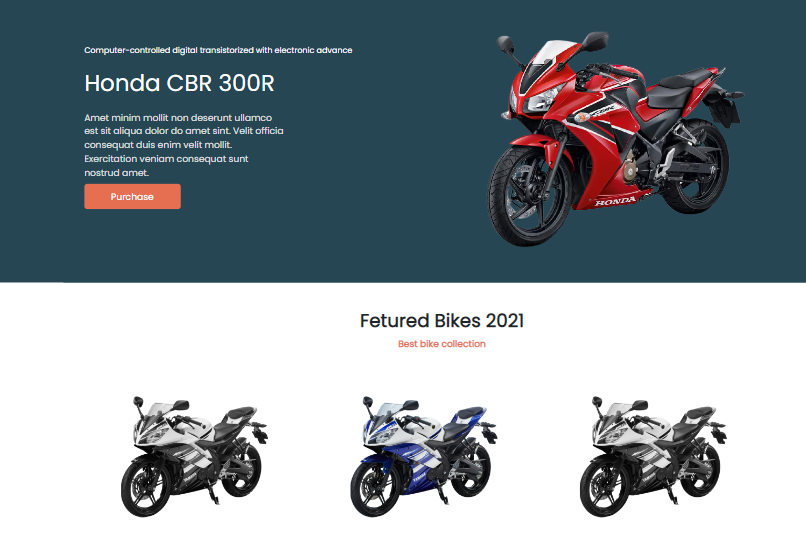 Computer-controlled digital transistorized with electronic advance
Honda CBR 300R
Amet minim mollit non deserunt ullamco
est sit aliqua dolor do amet sint. Velit officia
consequat duis enim velit mollit.
Exercitation veniam consequat sunt
nostrud amet.
Purchase
HONDA
Fetured Bikes 2021
Best bike collection